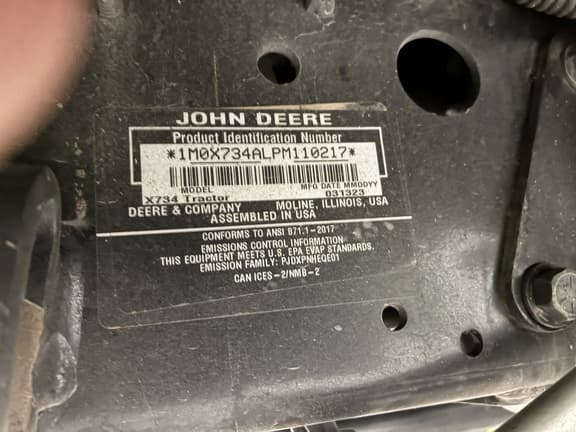 JOHN DEERE
Product Identification Number
*1M0X734ALPM110217*
MODEL MFG DATE MMDDYY
X734 Tractor 031323
DEERE & COMPANY MOLINE, ILLINOIS, USA
ASSEMBLED IN USA
CONFORMS TO ANSI B71.1-2017
EMISSIONS CONTROL INFORMATION
THIS EQUIPMENT MEETS U.S. EPA EVAP STANDARDS.
EMISSION FAMILY: PJDXPNHEQE01
CAN ICES-2/NMB-2